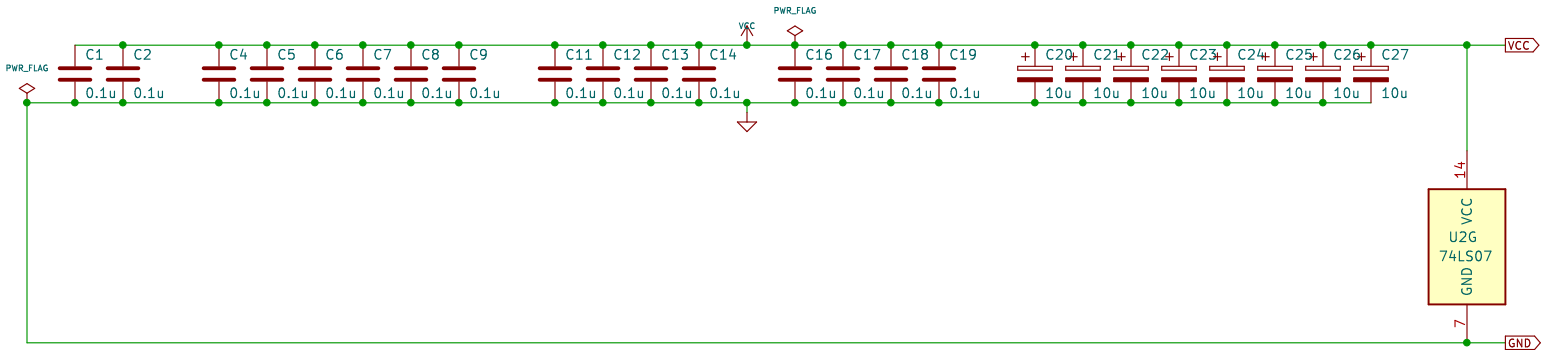 PWR_FLAG
VCC
PWR_FLAG
C1 C2 C4 C5 C6 C7 C8 C9 C11 C12 C13 C14 C16 C17 C18 C19 C20 C21 C22 C23 C24 C25 C26 C27
VCC
0.1u 0.1u 0.1u 0.1u 0.1u 0.1u 0.1u 0.1u 0.1u 0.1u 0.1u 0.1u 0.1u 0.1u 0.1u 0.1u 10u 10u 10u 10u 10u 10u 10u 10u
14
VCC
U2G
74LS07
GND
7
GND